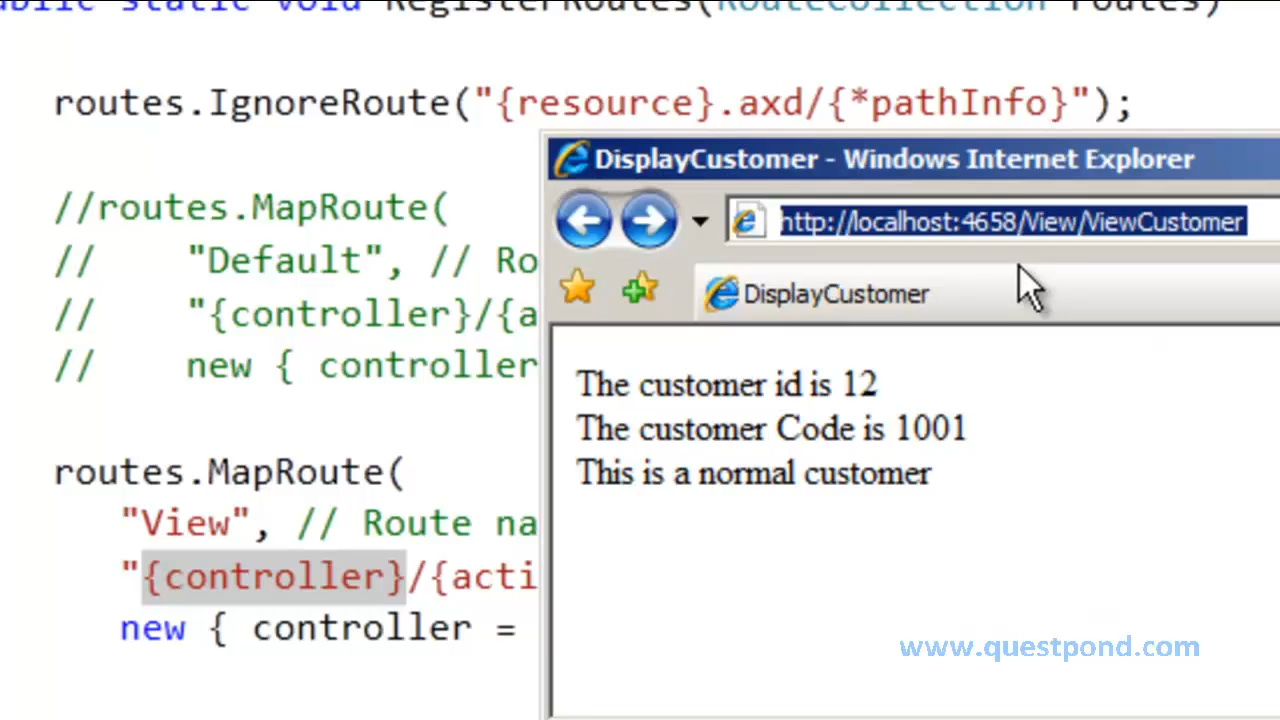 public static void RegisterRoutes(RouteCollection routes)
routes.IgnoreRoute("{resource}.axd/{*pathInfo}");
//routes.MapRoute(
// "Default", // Ro
// "{controller}/{a
// new { controller
routes.MapRoute(
"View", // Route na
"{controller}/{acti
new { controller =
DisplayCustomer - Windows Internet Explorer
http://localhost:4658/View/ViewCustomer
DisplayCustomer
The customer id is 12
The customer Code is 1001
This is a normal customer
www.questpond.com